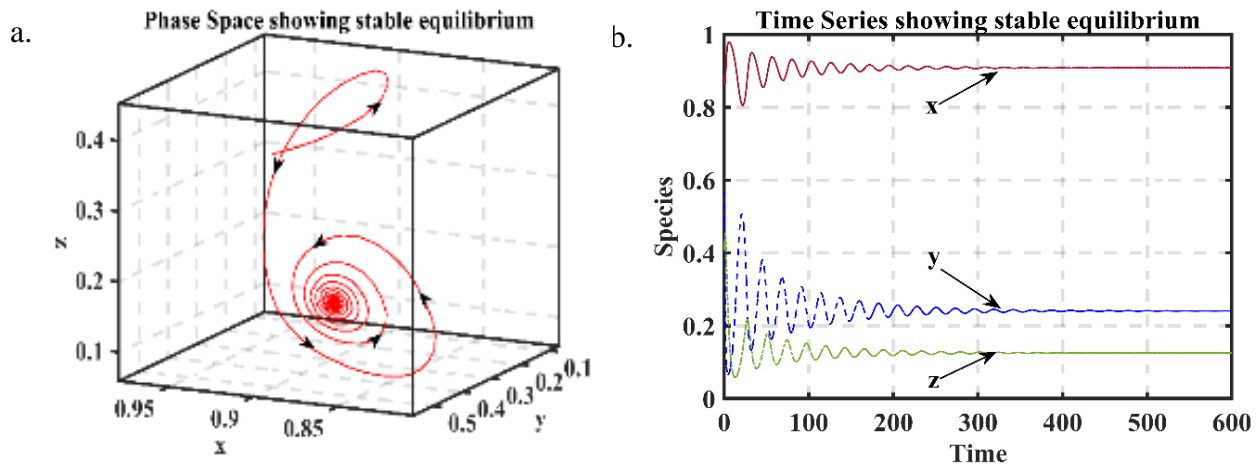 a.
Phase Space showing stable equilibrium
z
0.4
0.3
0.2
0.1
0.95
0.9
0.85
x
0.5
0.4
0.3
0.2
0.1
y
b.
Time Series showing stable equilibrium
Species
1
0.8
0.6
0.4
0.2
0
x
y
z
0 100 200 300 400 500 600
Time